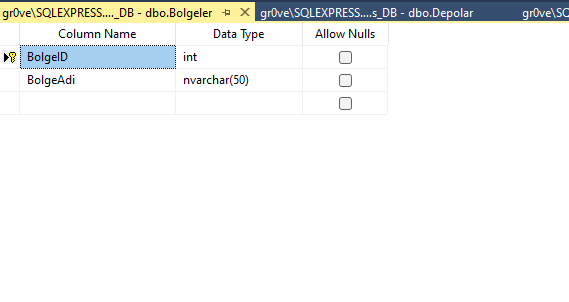 gr0ve\SQLEXPRESS...._DB - dbo.Bolgeler gr0ve\SQLEXPRESS....s_DB - dbo.Depolar gr0ve\SQ
Column Name Data Type Allow Nulls
BolgeID int
BolgeAdi nvarchar(50)